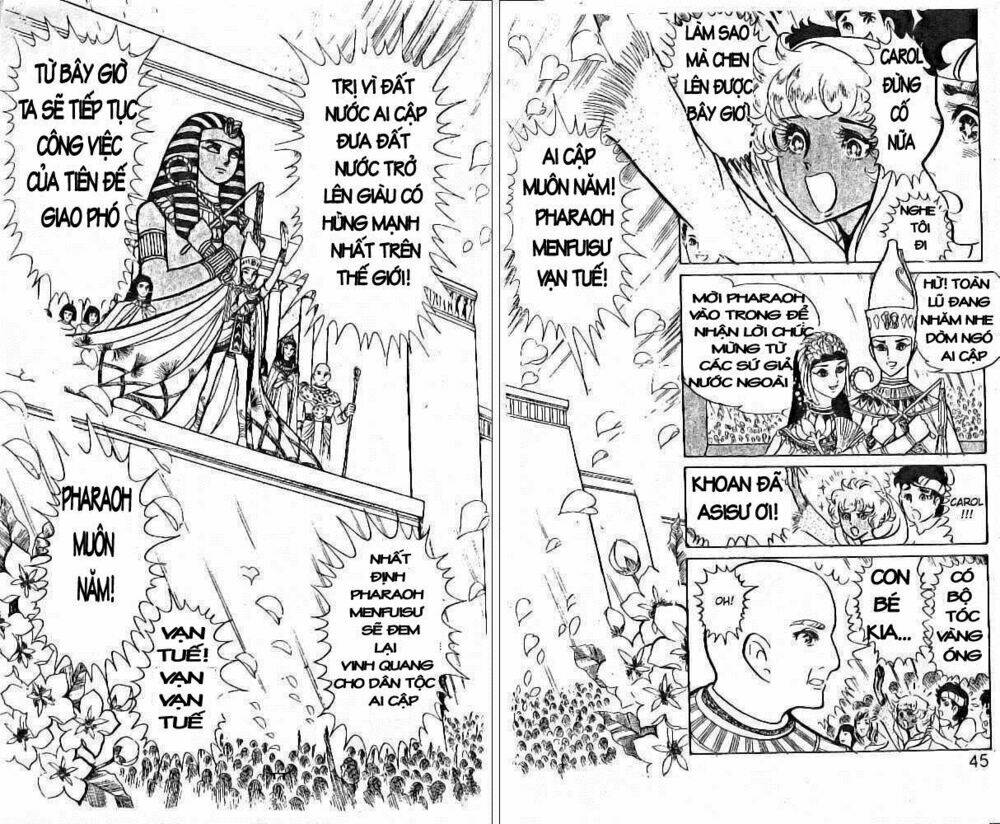 TỪ BÂY GIỜ
TA SẼ TIẾP TỤC
CÔNG VIỆC
CỦA TIÊN ĐẾ
GIAO PHÓ
TRỊ VÌ ĐẤT
NƯỚC AI CẬP
ĐƯA ĐẤT
NƯỚC TRỞ
LÊN GIÀU CÓ
HÙNG MẠNH
NHẤT TRÊN
THẾ GIỚI!
PHARAOH
MUÔN
NĂM!
VẠN
TUẾ!
VẠN
VẠN
TUẾ
NHẤT
ĐỊNH
PHARAOH
MENFUISƯ
SẼ ĐEM
LẠI
VINH QUANG
CHO DÂN TỘC
AI CẬP
AI CẬP
MUÔN NĂM!
PHARAOH
MENFUISƯ
VẠN TUẾ!
LÀM SAO
MÀ CHEN
LÊN ĐƯỢC
BÂY GIỜ!
CAROL
ĐỪNG
CỐ
NỮA
NGHE
TÔI
ĐI
MỜI PHARAOH
VÀO TRONG ĐỂ
NHẬN LỜI CHÚC
MỪNG TỪ
CÁC SỨ GIẢ
NƯỚC NGOÀI
HỪ! TOÀN
LŨ ĐANG
NHĂM NHE
DÒM NGÓ
AI CẬP
KHOAN ĐÃ
ASISƯ ƠI!
CAROL
!!!
OH!
CON
BÉ
KIA...
CÓ
BỘ
TÓC
VÀNG
ÓNG
45